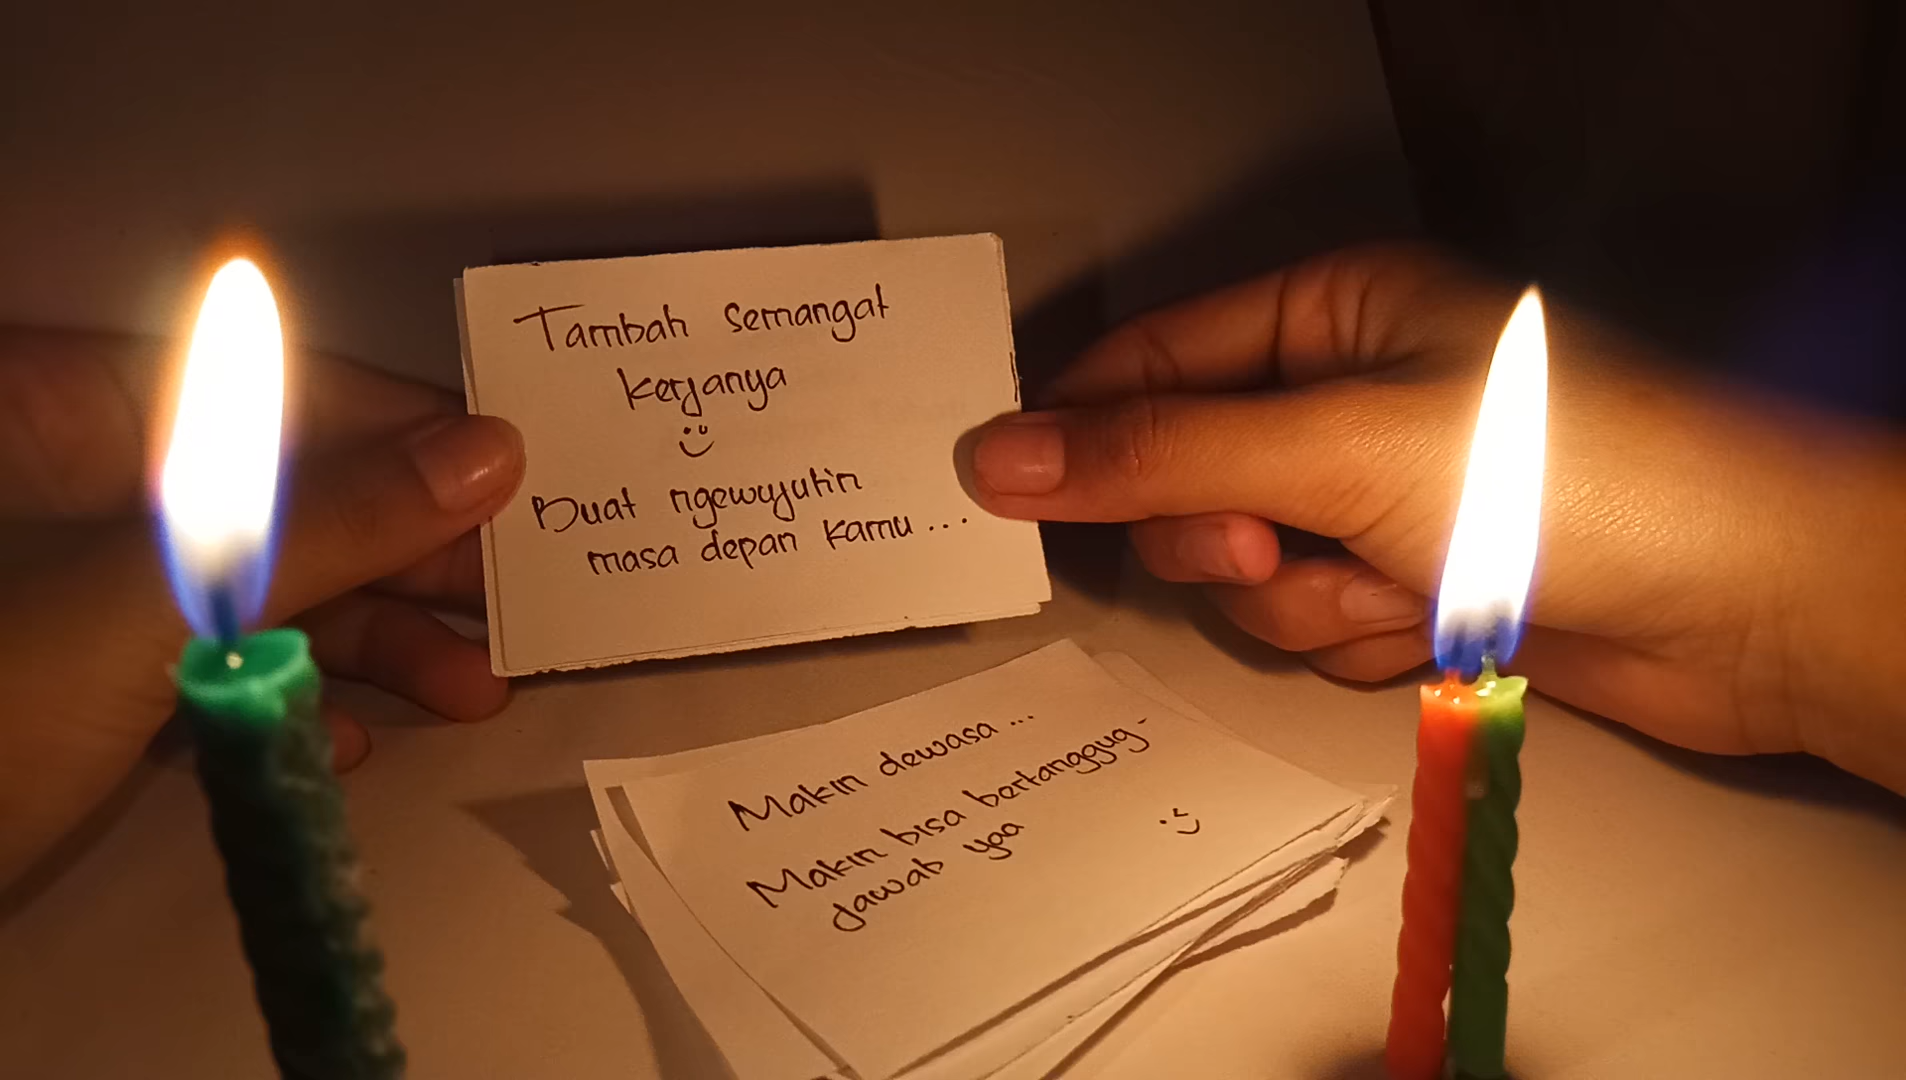 Tambah semangat
kerjanya
Buat ngewujutin
masa depan kamu...
Makin dewasa...
Makin bisa bertanggug-
jawab yaa